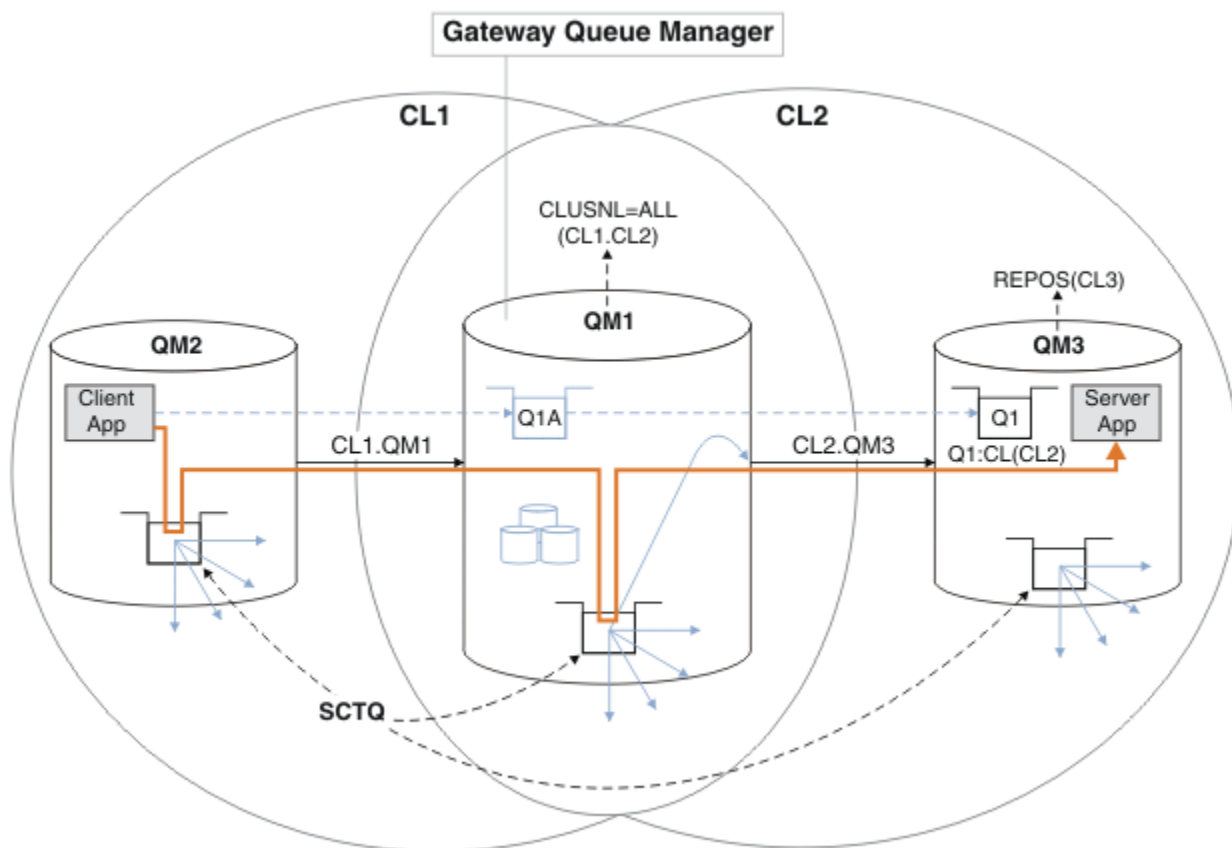 Gateway Queue Manager
CL1
CL2
CLUSNL=ALL
(CL1.CL2)
REPOS(CL3)
QM2
QM1
QM3
Client
App
Q1A
Q1
Server
App
CL1.QM1
CL2.QM3
Q1:CL(CL2)
SCTQ